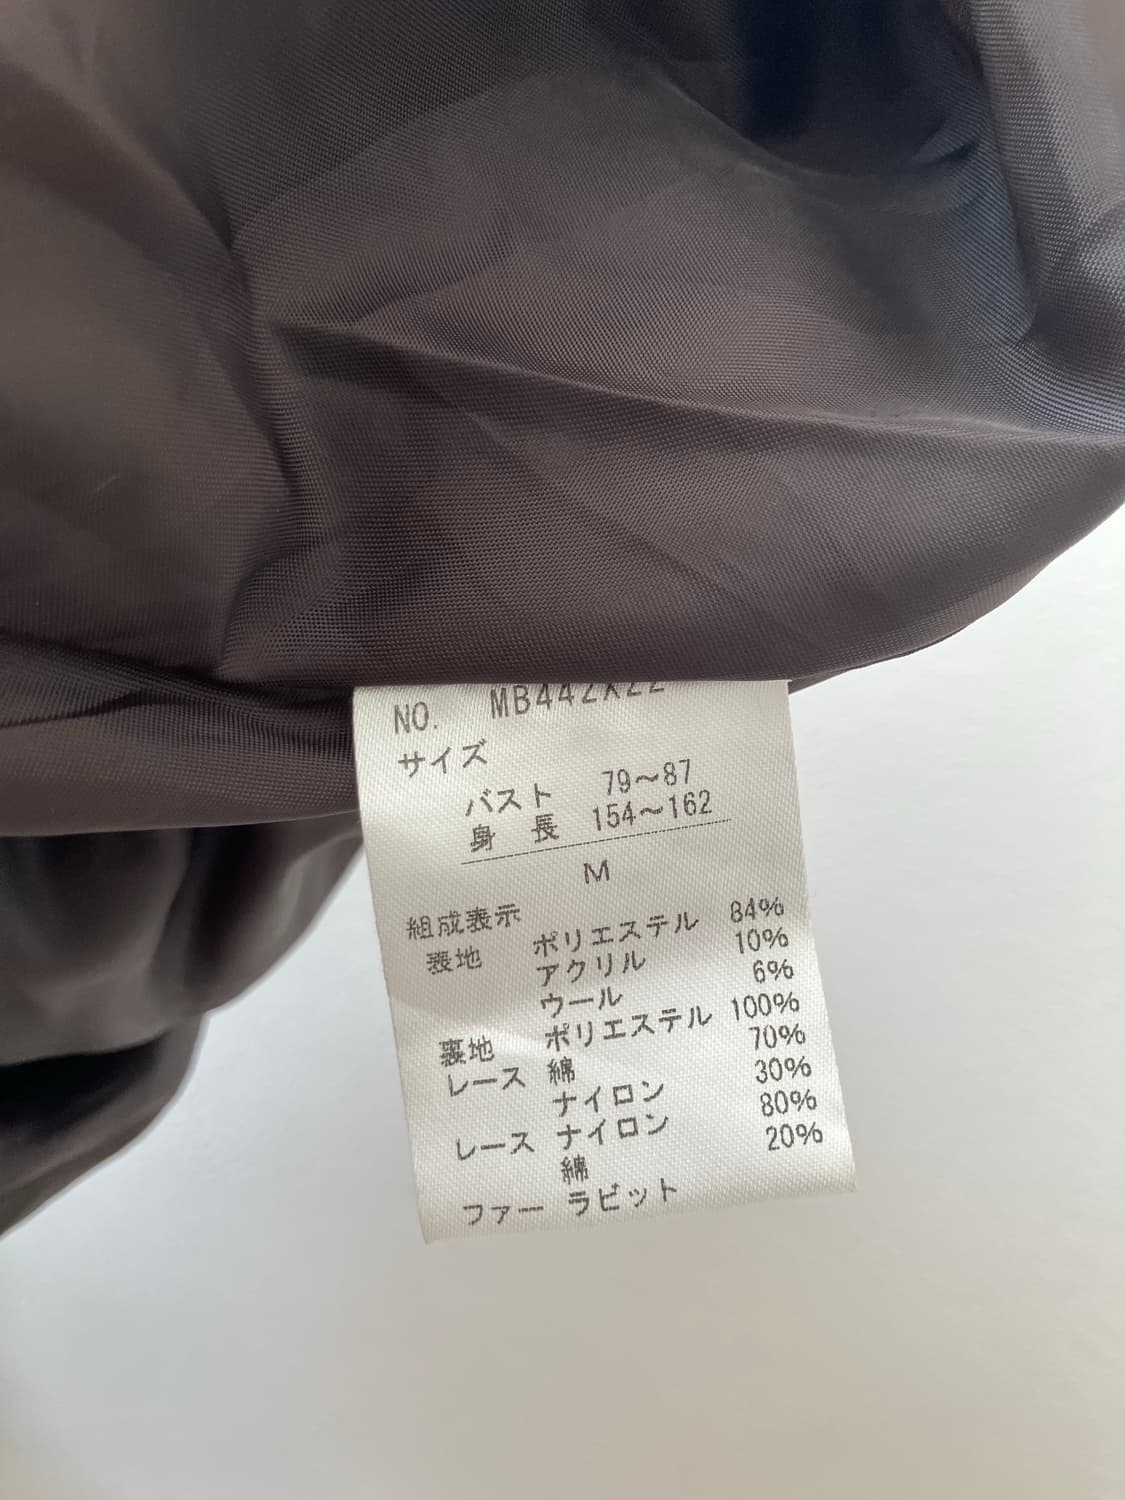 NO. MB442X22
サイズ
バスト 79～87
身 長 154～162
M
組成表示
表地 ポリエステル 84%
アクリル 10%
ウール 6%
裏地 ポリエステル 100%
レース 綿 70%
ナイロン 30%
レース ナイロン 80%
綿 20%
ファー ラビット